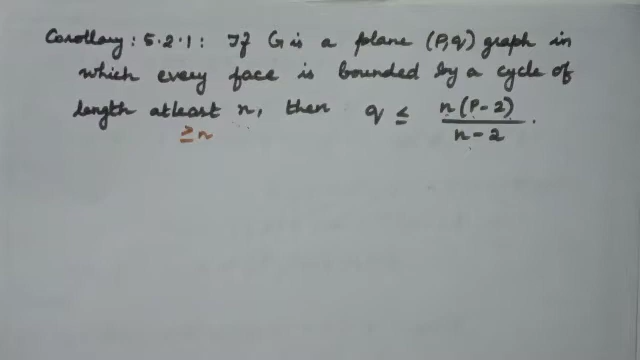 Corollary : 5.2.1 : If G is a plane (P,q) graph in
which every face is bounded by a cycle of
length atleast n, then q ≤ n(P-2)/n-2 .
≥n